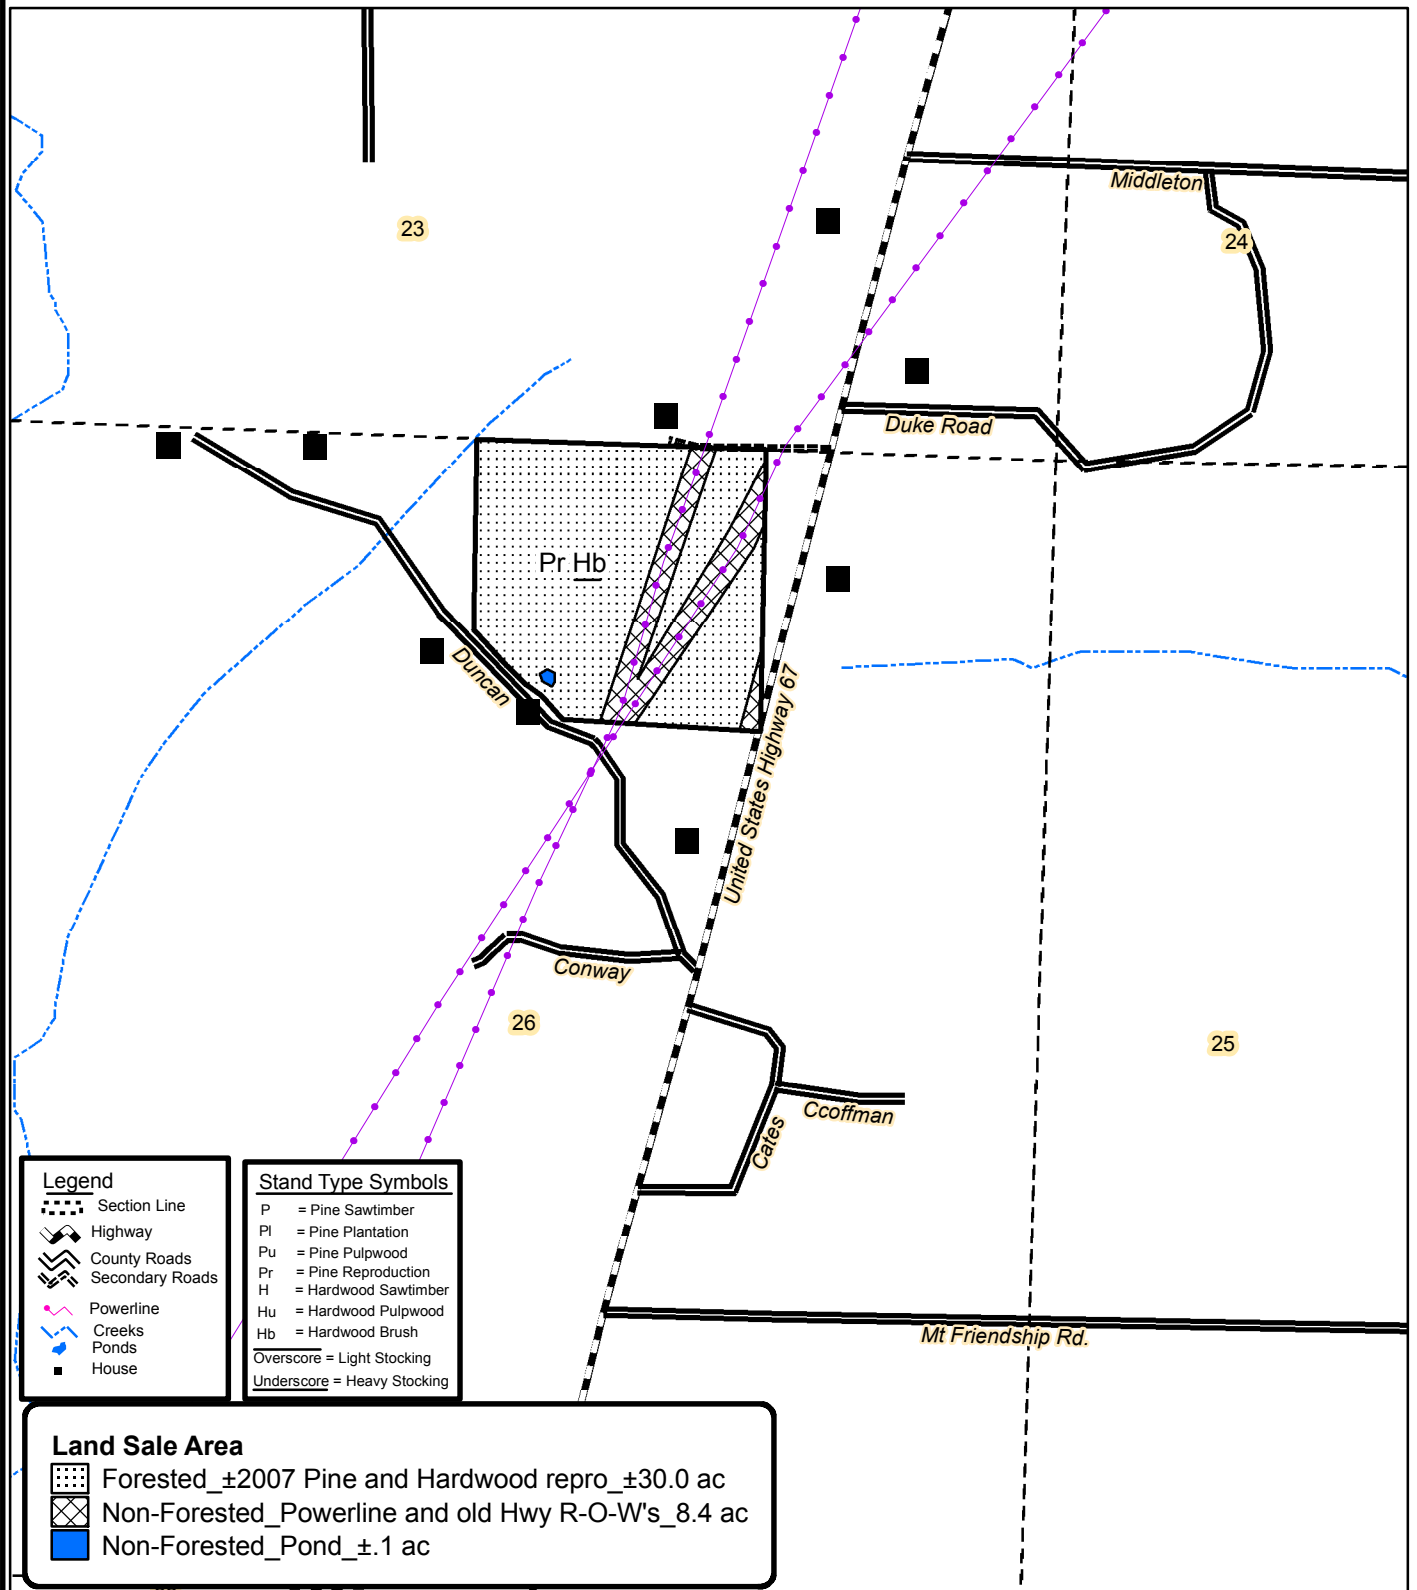 Middleton
23
24
Duke Road
Pr Hb
Duncan
United States Highway 67
Conway
26
25
Ccoffman
Cates
Mt Friendship Rd.
Legend
Section Line
Highway
County Roads
Secondary Roads
Powerline
Creeks
Ponds
House
Stand Type Symbols
P = Pine Sawtimber
Pl = Pine Plantation
Pu = Pine Pulpwood
Pr = Pine Reproduction
H = Hardwood Sawtimber
Hu = Hardwood Pulpwood
Hb = Hardwood Brush
Overscore = Light Stocking
Underscore = Heavy Stocking
Land Sale Area
Forested_±2007 Pine and Hardwood repro_±30.0 ac
Non-Forested_Powerline and old Hwy R-O-W's_8.4 ac
Non-Forested_Pond_±.1 ac